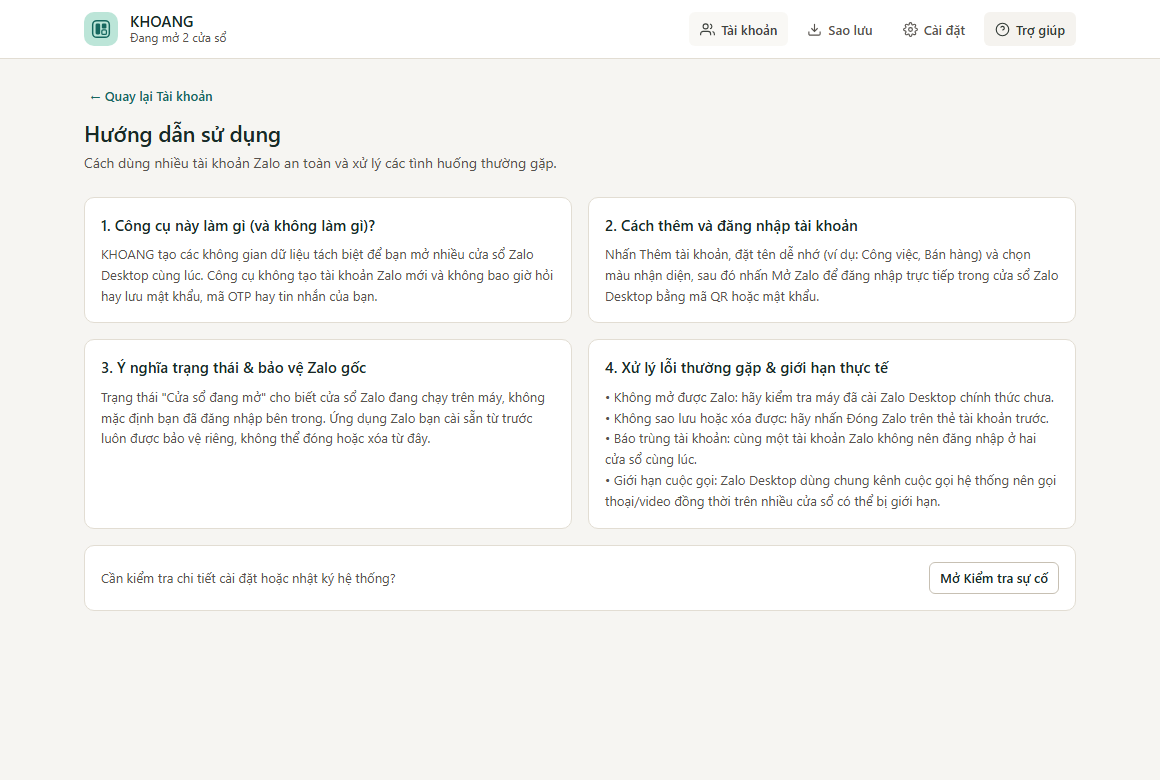 KHOANG
Đang mở 2 cửa sổ
Tài khoản
Sao lưu
Cài đặt
Trợ giúp
← Quay lại Tài khoản
Hướng dẫn sử dụng
Cách dùng nhiều tài khoản Zalo an toàn và xử lý các tình huống thường gặp.
1. Công cụ này làm gì (và không làm gì)?
KHOANG tạo các không gian dữ liệu tách biệt để bạn mở nhiều cửa sổ Zalo
Desktop cùng lúc. Công cụ không tạo tài khoản Zalo mới và không bao giờ hỏi
hay lưu mật khẩu, mã OTP hay tin nhắn của bạn.
2. Cách thêm và đăng nhập tài khoản
Nhấn Thêm tài khoản, đặt tên dễ nhớ (ví dụ: Công việc, Bán hàng) và chọn
màu nhận diện, sau đó nhấn Mở Zalo để đăng nhập trực tiếp trong cửa sổ Zalo
Desktop bằng mã QR hoặc mật khẩu.
3. Ý nghĩa trạng thái & bảo vệ Zalo gốc
Trạng thái "Cửa sổ đang mở" cho biết cửa sổ Zalo đang chạy trên máy, không
mặc định bạn đã đăng nhập bên trong. Ứng dụng Zalo bạn cài sẵn từ trước
luôn được bảo vệ riêng, không thể đóng hoặc xóa từ đây.
4. Xử lý lỗi thường gặp & giới hạn thực tế
• Không mở được Zalo: hãy kiểm tra máy đã cài Zalo Desktop chính thức chưa.
• Không sao lưu hoặc xóa được: hãy nhấn Đóng Zalo trên thẻ tài khoản trước.
• Báo trùng tài khoản: cùng một tài khoản Zalo không nên đăng nhập ở hai
cửa sổ cùng lúc.
• Giới hạn cuộc gọi: Zalo Desktop dùng chung kênh cuộc gọi hệ thống nên gọi
thoại/video đồng thời trên nhiều cửa sổ có thể bị giới hạn.
Cần kiểm tra chi tiết cài đặt hoặc nhật ký hệ thống?
Mở Kiểm tra sự cố